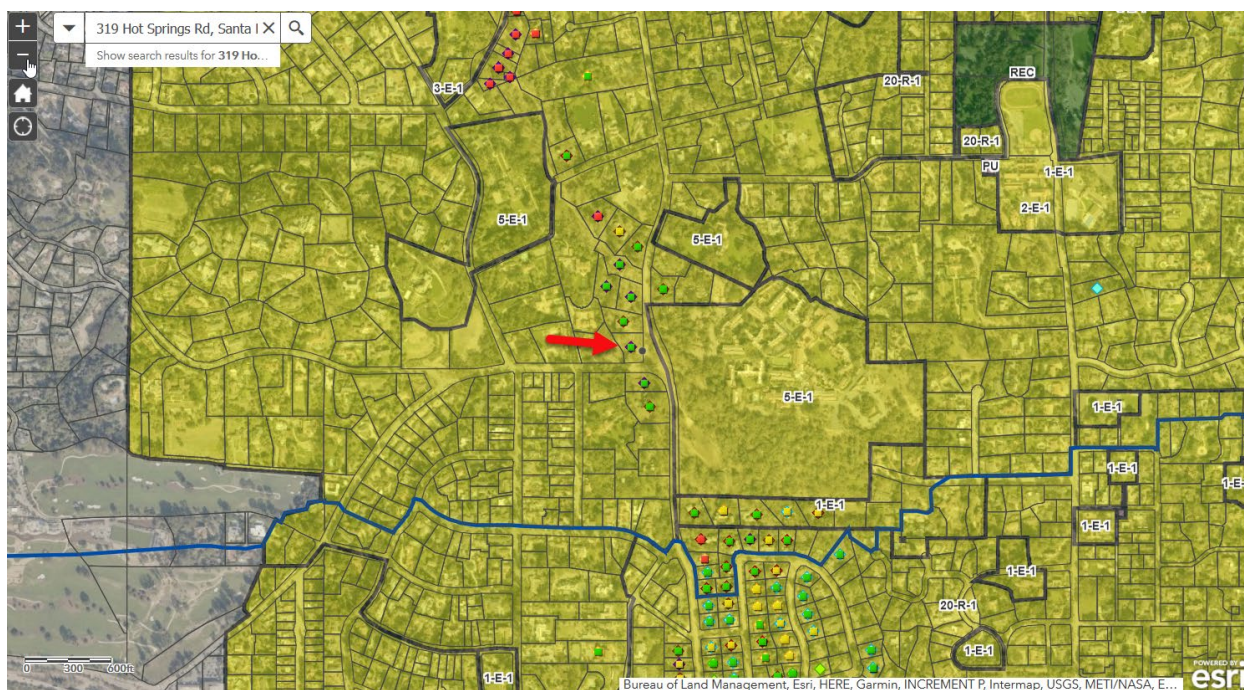 +
−
319 Hot Springs Rd, Santa
Show search results for 319 Ho...
3-E-1
20-R-1
REC
20-R-1
PU
1-E-1
2-E-1
5-E-1
5-E-1
5-E-1
1-E-1
1-E-1
1-E-1
1-E-
1-E-1
1-E-1
20-R-1
1-E-1
1-E-1
0 300 600ft
Bureau of Land Management, Esri, HERE, Garmin, INCREMENT P, Intermap, USGS, METI/NASA, E...
POWERED BY
esri